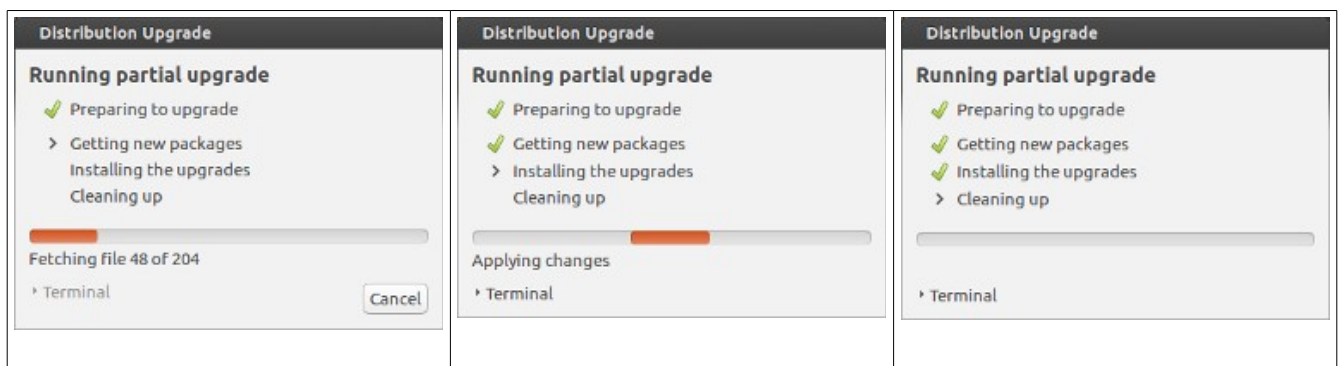 Distribution Upgrade
Running partial upgrade
Preparing to upgrade
Getting new packages
Installing the upgrades
Cleaning up
Fetching file 48 of 204
Terminal
Cancel
Distribution Upgrade
Running partial upgrade
Preparing to upgrade
Getting new packages
Installing the upgrades
Cleaning up
Applying changes
Terminal
Distribution Upgrade
Running partial upgrade
Preparing to upgrade
Getting new packages
Installing the upgrades
Cleaning up
Terminal